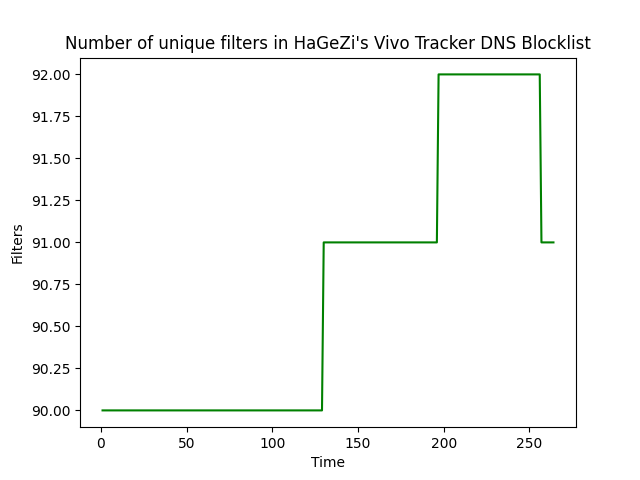 Number of unique filters in HaGeZi's Vivo Tracker DNS Blocklist
92.00
91.75
91.50
91.25
91.00
90.75
90.50
90.25
90.00
Filters
0 50 100 150 200 250
Time